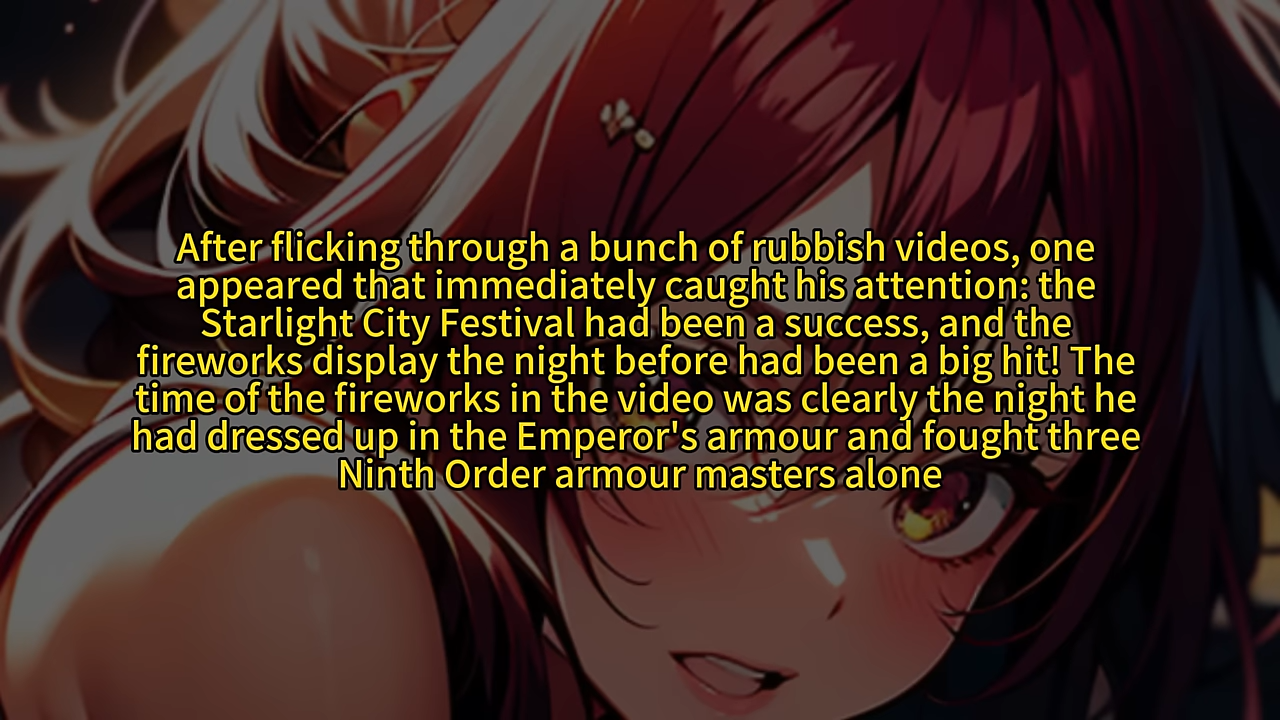 After flicking through a bunch of rubbish videos, one
appeared that immediately caught his attention: the
Starlight City Festival had been a success, and the
fireworks display the night before had been a big hit! The
time of the fireworks in the video was clearly the night he
had dressed up in the Emperor's armour and fought three
Ninth Order armour masters alone